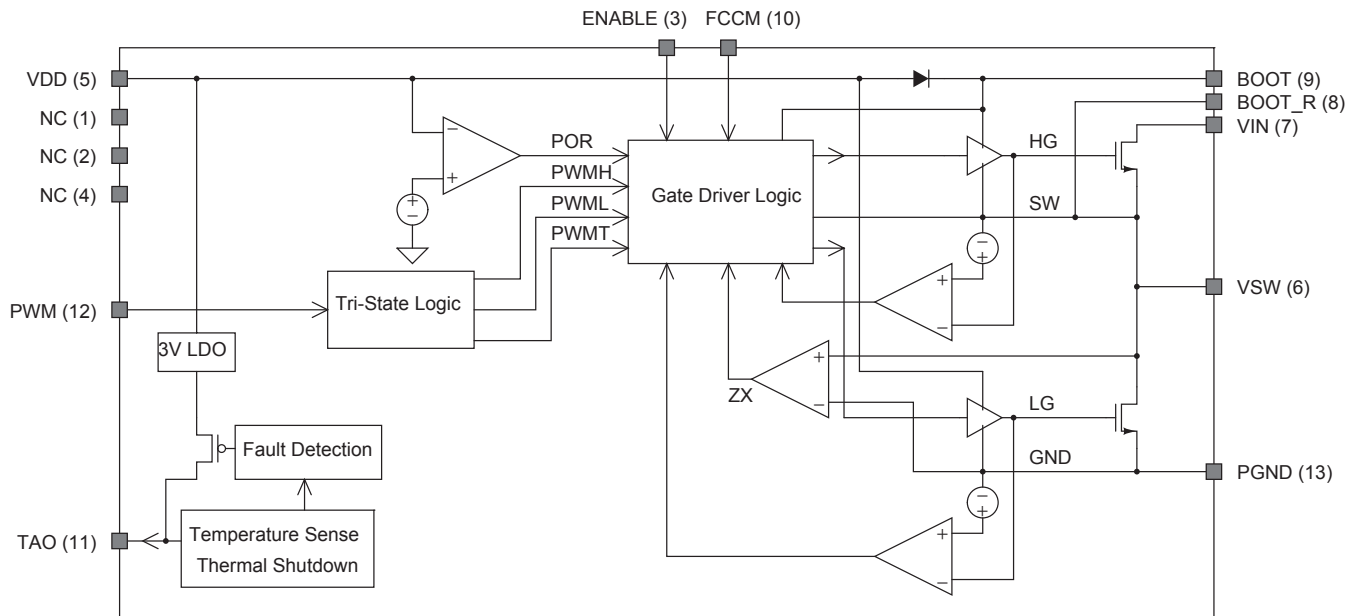 ENABLE (3) FCCM (10)
VDD (5)
BOOT (9)
BOOT_R (8)
NC (1)
VIN (7)
NC (2)
NC (4)
POR
PWMH
PWML
PWMT
Gate Driver Logic
HG
SW
PWM (12)
Tri-State Logic
VSW (6)
3V LDO
ZX
LG
GND
Fault Detection
PGND (13)
TAO (11)
Temperature Sense
Thermal Shutdown